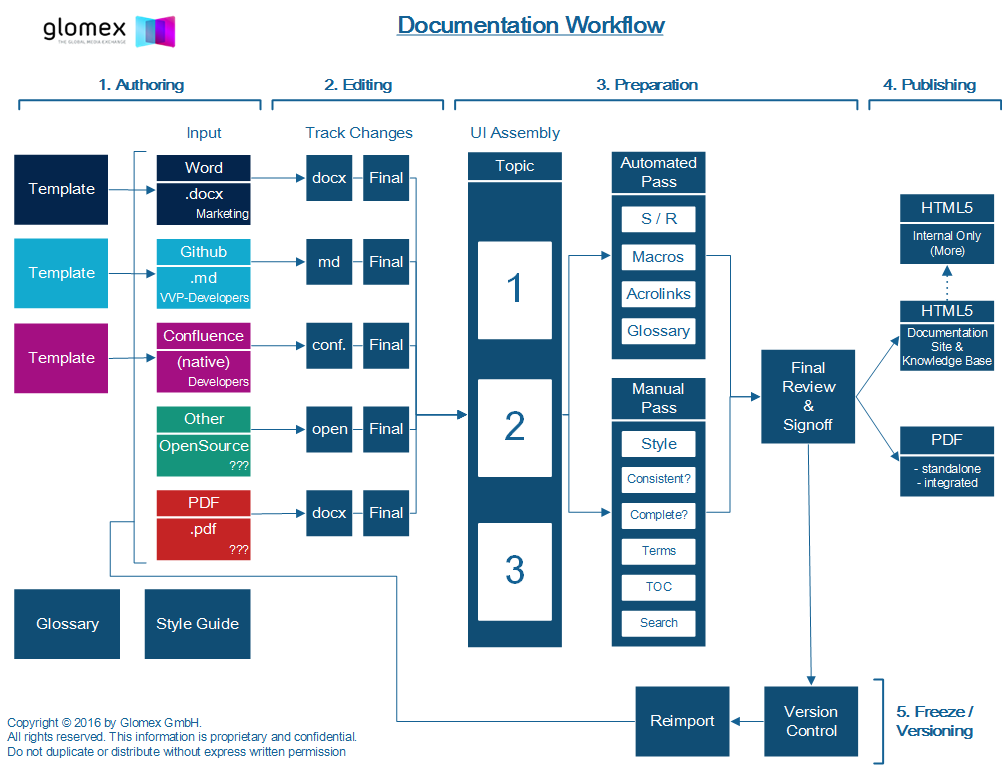 glomex
THE GLOBAL MEDIA EXCHANGE
Documentation Workflow
1. Authoring
2. Editing
3. Preparation
4. Publishing
Input
Track Changes
UI Assembly
Template
Word
.docx
Marketing
docx
Final
Template
Github
.md
VVP-Developers
md
Final
Template
Confluence
(native)
Developers
conf.
Final
Other
OpenSource
???
open
Final
PDF
.pdf
???
docx
Final
Glossary
Style Guide
Topic
1
2
3
Automated
Pass
S / R
Macros
Acrolinks
Glossary
Manual
Pass
Style
Consistent?
Complete?
Terms
TOC
Search
Final
Review
&
Signoff
HTML5
Internal Only
(More)
HTML5
Documentation
Site &
Knowledge Base
PDF
- standalone
- integrated
Reimport
Version
Control
5. Freeze /
Versioning
Copyright © 2016 by Glomex GmbH.
All rights reserved. This information is proprietary and confidential.
Do not duplicate or distribute without express written permission